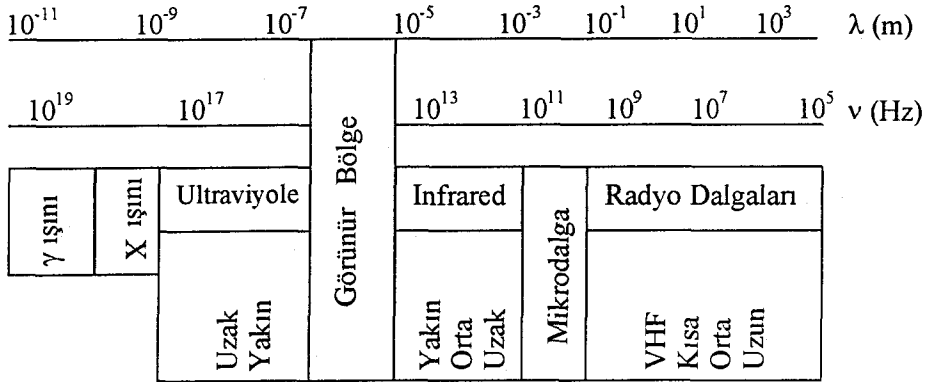 10⁻¹¹ 10⁻⁹ 10⁻⁷ 10⁻⁵ 10⁻³ 10⁻¹ 10¹ 10³ λ (m)
10¹⁹ 10¹⁷ 10¹³ 10¹¹ 10⁹ 10⁷ 10⁵ ν (Hz)
γ ışını
X ışını
Ultraviyole
Uzak
Yakın
Görünür Bölge
Infrared
Yakın
Orta
Uzak
Mikrodalga
Radyo Dalgaları
VHF
Kısa
Orta
Uzun